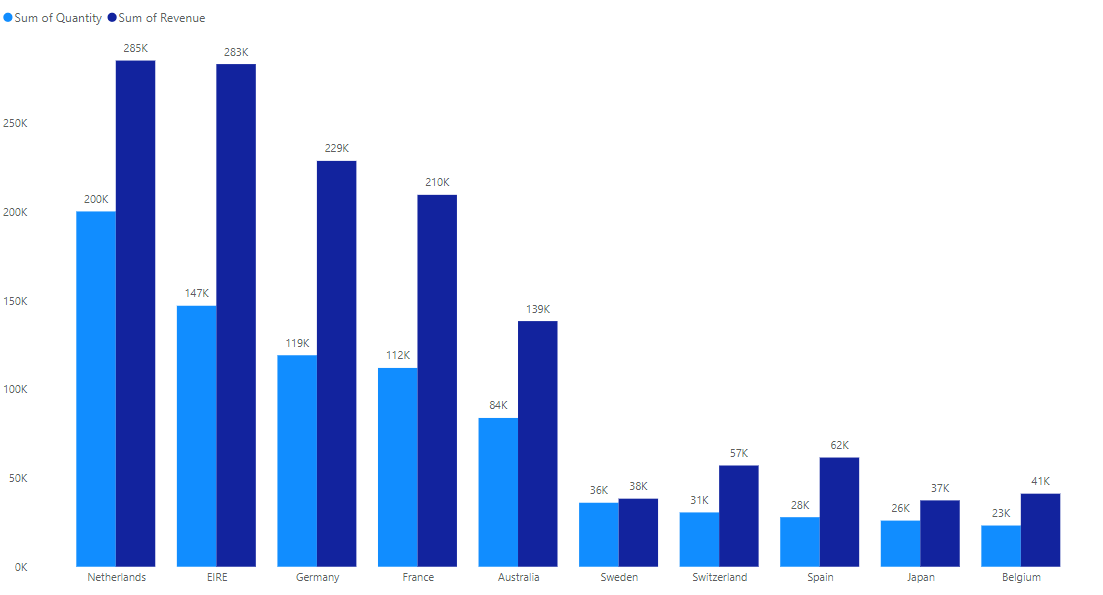 Sum of Quantity Sum of Revenue
285K 283K
250K
229K
210K
200K
200K
150K
147K
139K
119K
112K
100K
84K
62K
57K
50K
36K 38K 31K 28K 26K 37K 23K 41K
0K
Netherlands EIRE Germany France Australia Sweden Switzerland Spain Japan Belgium